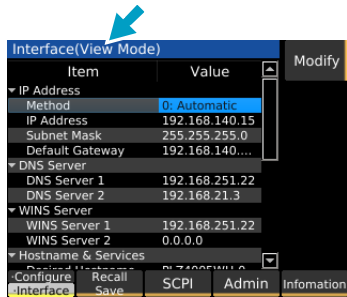 Interface(View Mode)
Modify
Item Value
IP Address
Method 0: Automatic
IP Address 192.168.140.15
Subnet Mask 255.255.255.0
Default Gateway 192.168.140....
DNS Server
DNS Server 1 192.168.251.22
DNS Server 2 192.168.21.3
WINS Server
WINS Server 1 192.168.251.22
WINS Server 2 0.0.0.0
Hostname & Services
Desired Hostname
·Configure Recall SCPI Admin Infomation
·Interface Save